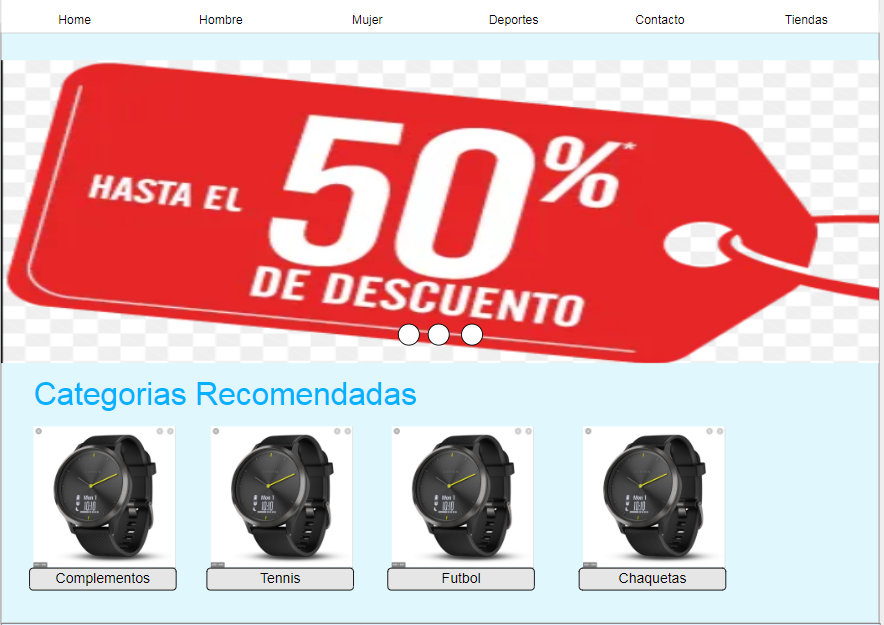 Home Hombre Mujer Deportes Contacto Tiendas
HASTA EL 50%*
DE DESCUENTO
Categorias Recomendadas
Complementos Tennis Futbol Chaquetas